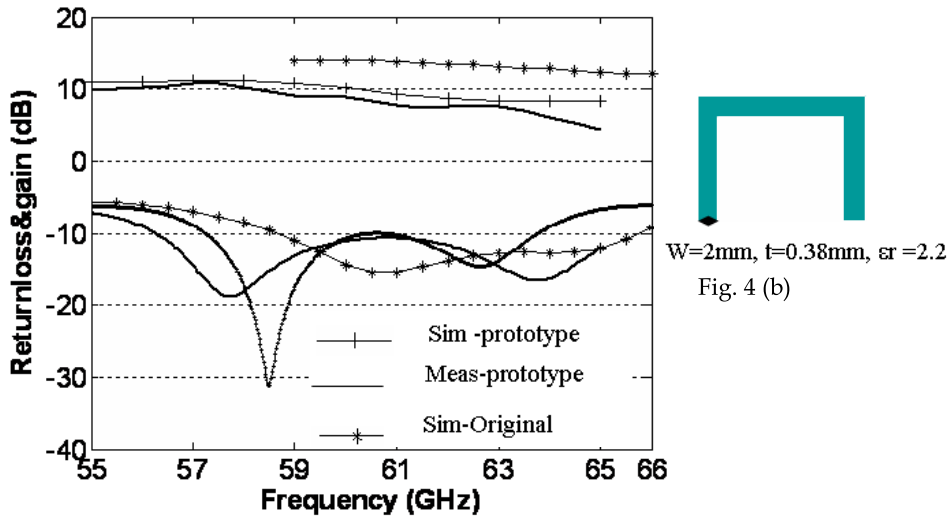 20
10
0
-10
-20
-30
-40
Returnloss&gain (dB)
Sim -prototype
Meas-prototype
Sim-Original
55 57 59 61 63 65 66
Frequency (GHz)
W=2mm, t=0.38mm, εr =2.2
Fig. 4 (b)